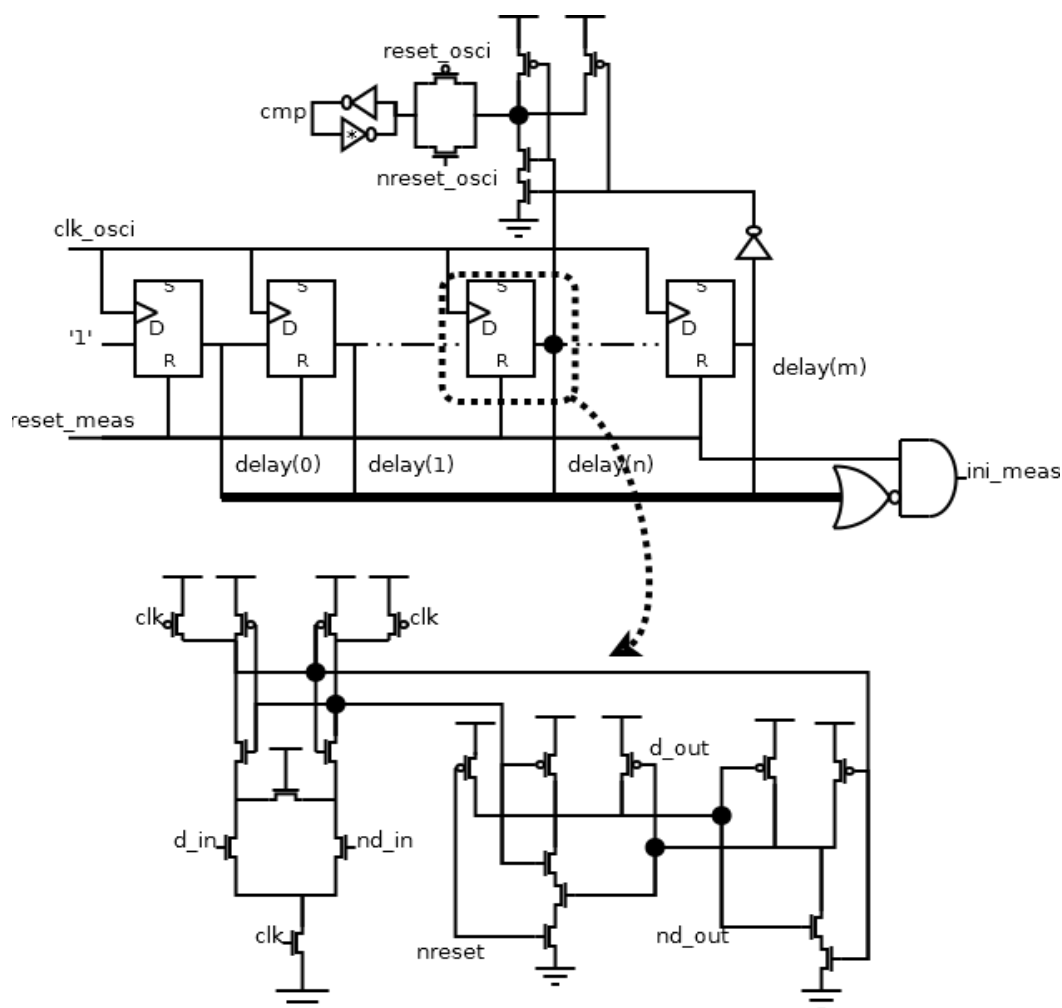 reset_osci
cmp
*
nreset_osci
clk_osci
S S S S
'1' D D D D
R R R R
delay(m)
reset_meas
delay(0) delay(1) delay(n)
ini_meas
clk clk
d_out
d_in nd_in
clk
nreset
nd_out